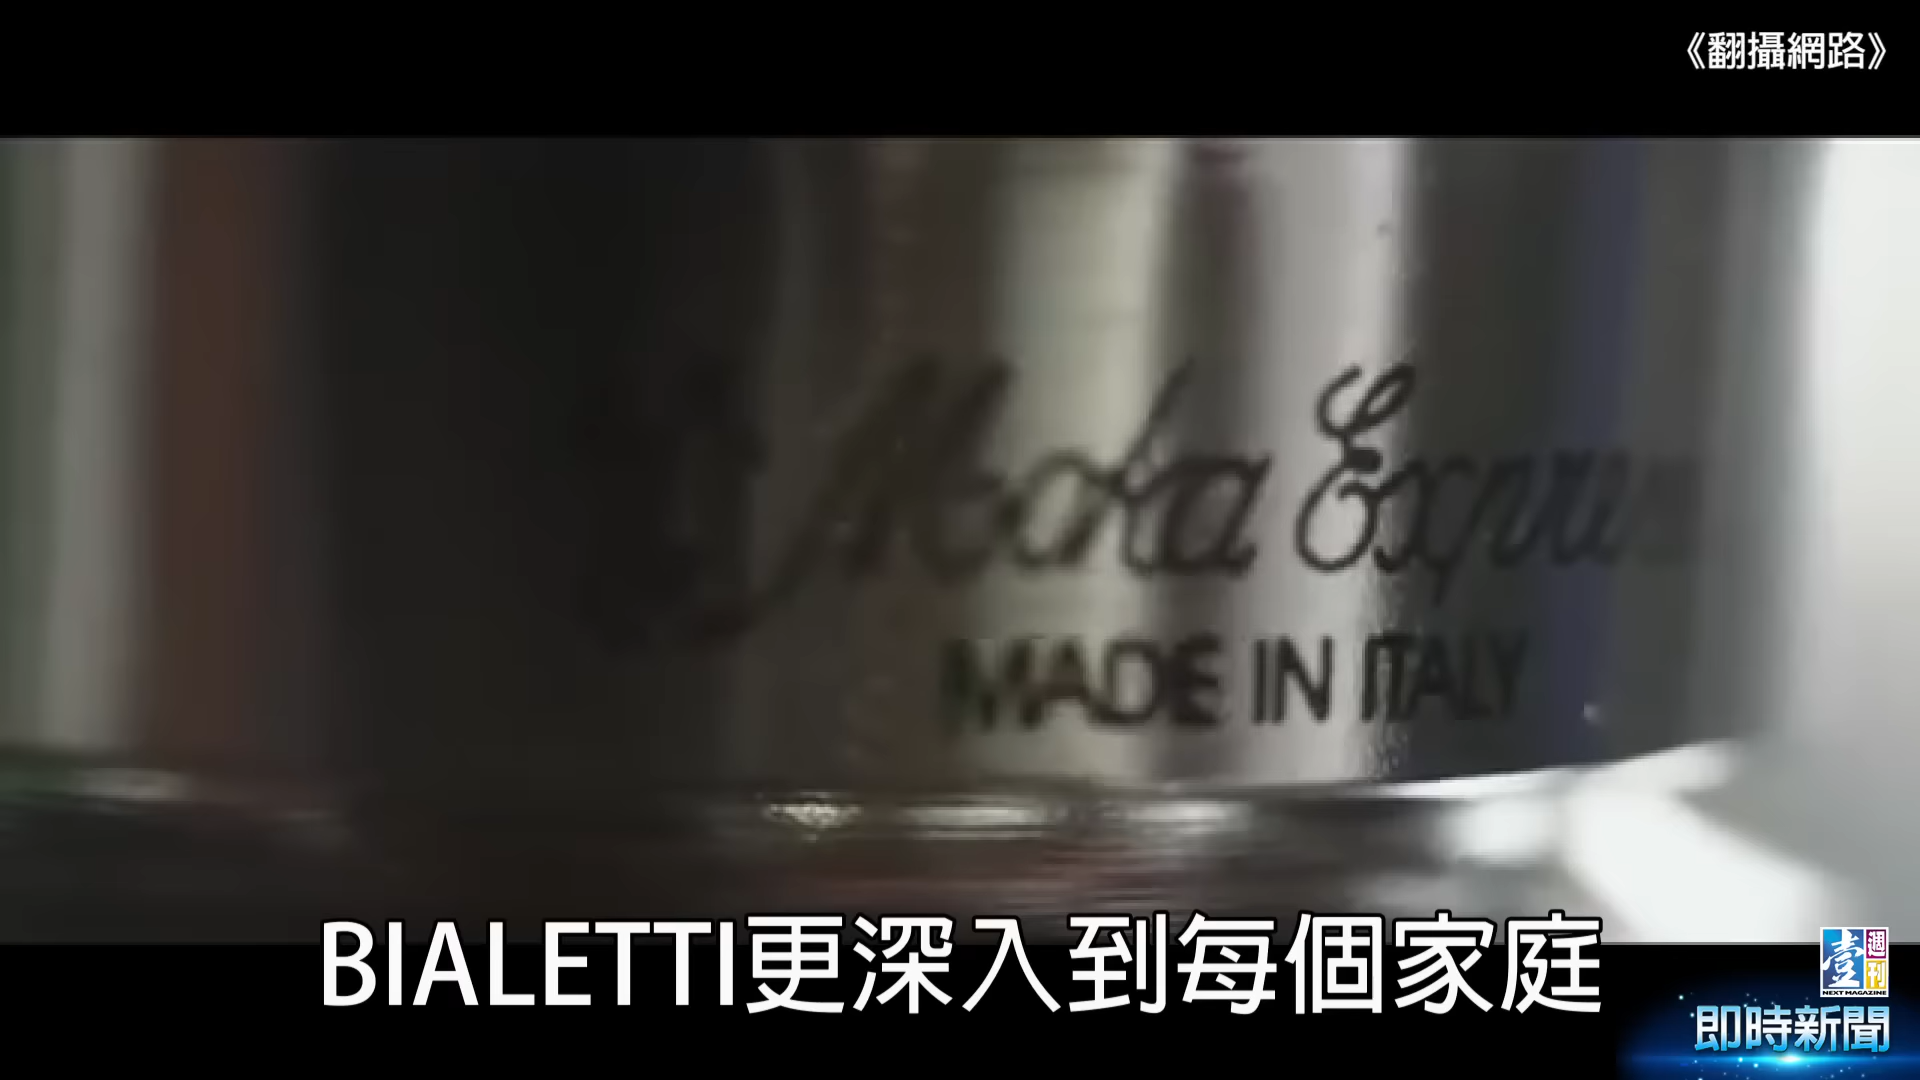 《翻攝網路》
Moka Express
MADE IN ITALY
BIALETTI更深入到每個家庭
壹週刊
NEXT MAGAZINE
即時新聞